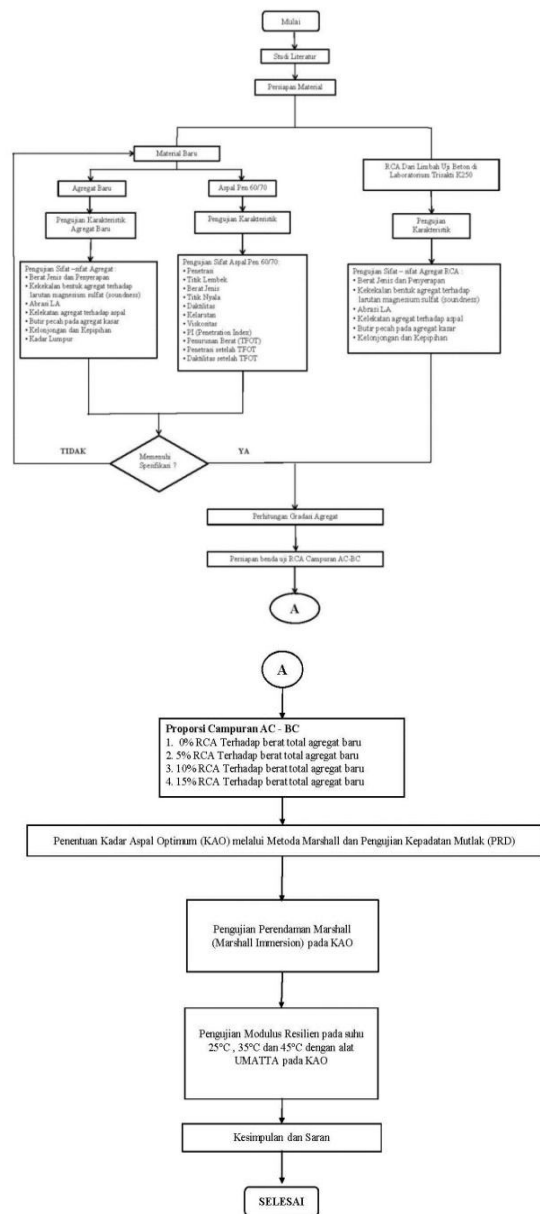 Mulai
Studi Literatur
Persiapan Material
Material Baru
Agregat Baru
Aspal Pen 60/70
RCA Dari Limbah Uji Beton di
Laboratorium Trisakti K250
Pengujian Karakteristik
Agregat Baru
Pengujian Karakteristik
Pengujian
Karakteristik
Pengujian Sifat –sifat Agregat :
• Berat Jenis dan Penyerapan
• Kekekalan bentuk agregat terhadap
larutan magnesium sulfat (soundness)
• Abrasi LA
• Kelekatan agregat terhadap aspal
• Butir pecah pada agregat kasar
• Kelonjongan dan Kepipihan
• Kadar Lumpur
Pengujian Sifat Aspal Pen 60/70
• Penetrasi
• Titik Lembek
• Berat Jenis
• Titik Nyala
• Daktilitas
• Kelarutan
• Viskositas
• PI (Penetration Index)
• Penurunan Berat (TFOT)
• Penetrasi setelah TFOT
• Daktilitas setelah TFOT
Pengujian Sifat – sifat Agregat RCA :
• Berat Jenis dan Penyerapan
• Kekekalan bentuk agregat terhadap
larutan magnesium sulfat (soundness)
• Abrasi LA.
• Kelekatan agregat terhadap aspal
• Butir pecah pada agregat kasar
• Kelonjongan dan Kepipihan
TIDAK
Memenuhi
Spesifikasi ?
YA
Perhitungan Gradasi Agregat
Persiapan benda uji RCA Campuran AC-BC
A
A
Proporsi Campuran AC - BC
1. 0% RCA Terhadap berat total agregat baru
2. 5% RCA Terhadap berat total agregat baru
3. 10% RCA Terhadap berat total agregat baru
4. 15% RCA Terhadap berat total agregat baru
Penentuan Kadar Aspal Optimum (KAO) melalui Metoda Marshall dan Pengujian Kepadatan Mutlak (PRD)
Pengujian Perendaman Marshall
(Marshall Immersion) pada KAO
Pengujian Modulus Resilien pada suhu
25°C , 35°C dan 45°C dengan alat
UMATTA pada KAO
Kesimpulan dan Saran
SELESAI